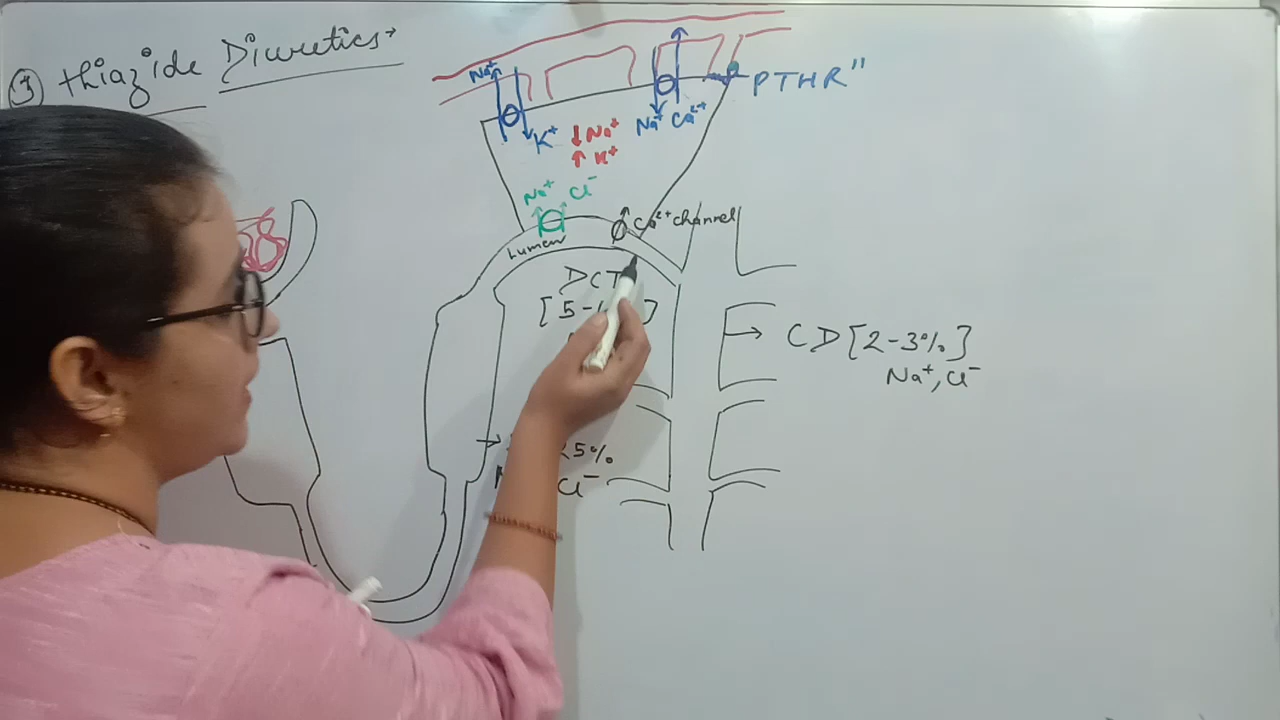 ③ Thiazide Diuretics→
Na⁺
K⁺
↓Na⁺
↑K⁺
Na⁺ Ca²⁺
PTHR"
Na⁺ Cl⁻
Lumen
Ca²⁺channel
DCT
[5-
]
CD[2-3%]
Na⁺, Cl⁻
5%
Cl⁻